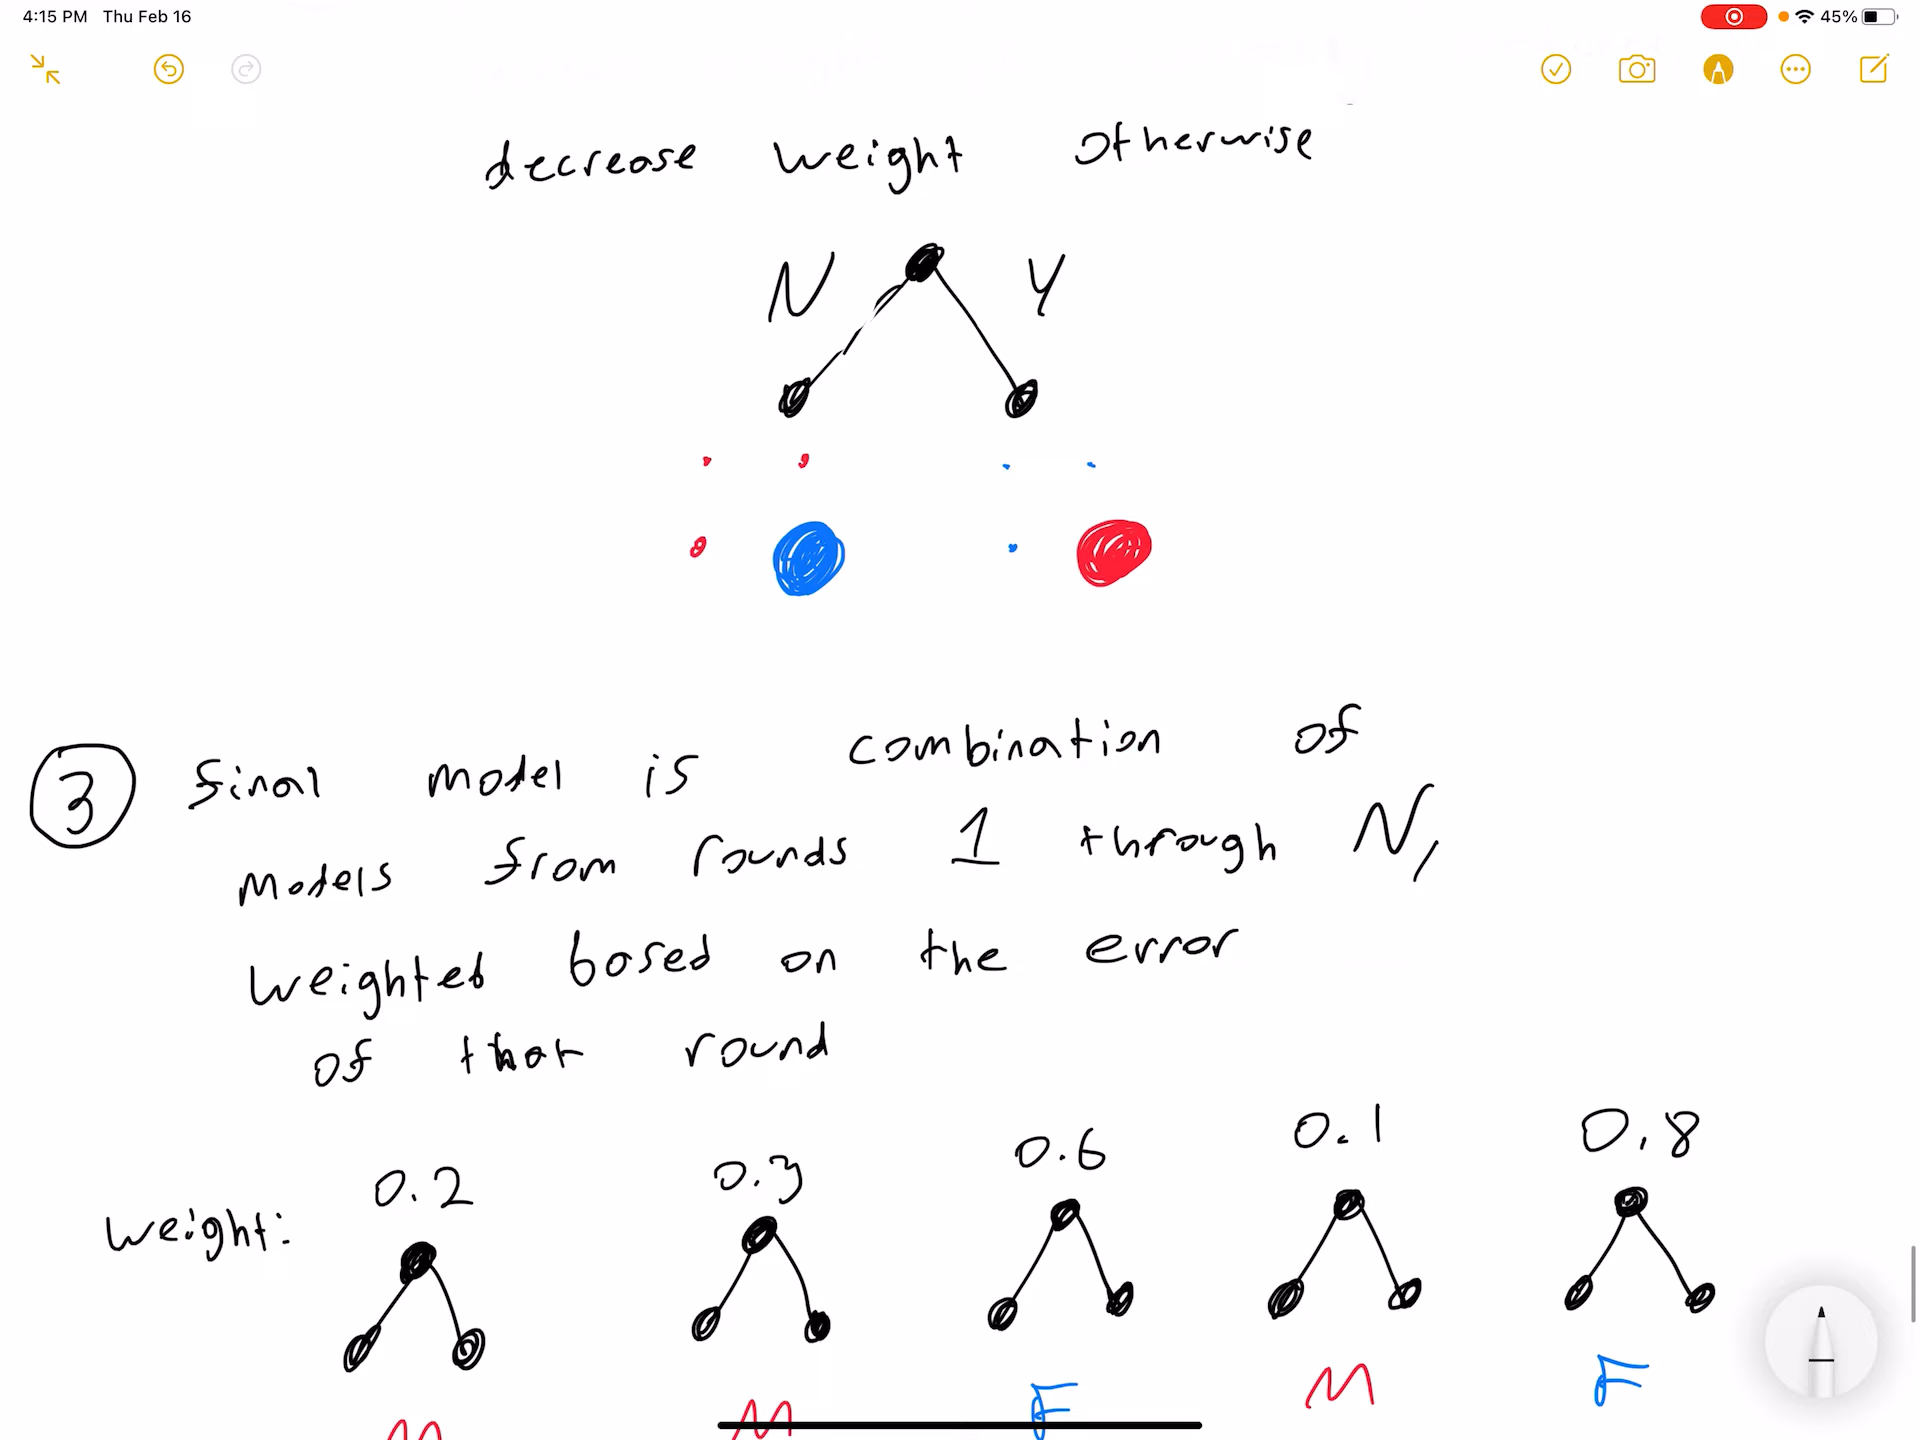 4:15 PM Thu Feb 16 45%
decrease weight otherwise
N Y
3 final model is combination of
models from rounds 1 through N,
weighted based on the error
of that round
weight: 0.2 0.3 0.6 0.1 0.8
M M F M F